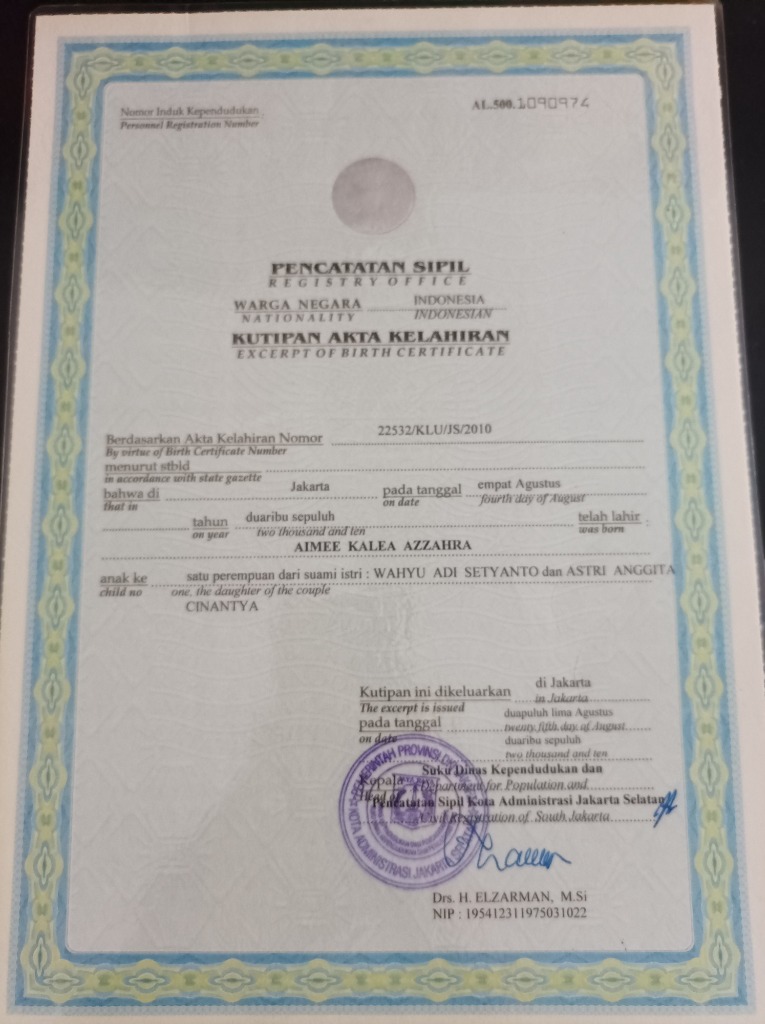 Nomor Induk Kependudukan
Personnel Registration Number
AL.500.1090974
PENCATATAN SIPIL
REGISTRY OFFICE
WARGA NEGARA INDONESIA
NATIONALITY INDONESIAN
KUTIPAN AKTA KELAHIRAN
EXCERPT OF BIRTH CERTIFICATE
Berdasarkan Akta Kelahiran Nomor 22532/KLU/JS/2010
By virtue of Birth Certificate Number
menurut stbld
in accordance with state gazette
bahwa di Jakarta pada tanggal empat Agustus
that in on date fourth day of August
tahun duaribu sepuluh telah lahir :
on year two thousand and ten was born
AIMEE KALEA AZZAHRA
anak ke satu perempuan dari suami istri : WAHYU ADI SETYANTO dan ASTRI ANGGITA
child no one, the daughter of the couple
CINANTYA
Kutipan ini dikeluarkan di Jakarta
The excerpt is issued in Jakarta
pada tanggal duapuluh lima Agustus
on date twenty fifth day of August
duaribu sepuluh
two thousand and ten
Kepala Suku Dinas Kependudukan dan
Head of Department for Population and
Pencatatan Sipil Kota Administrasi Jakarta Selatan
Civil Registration of South Jakarta
PEMERINTAH PROVINSI
KOTA ADMINISTRASI JAKARTA
Drs. H. ELZARMAN, M.Si
NIP : 195412311975031022